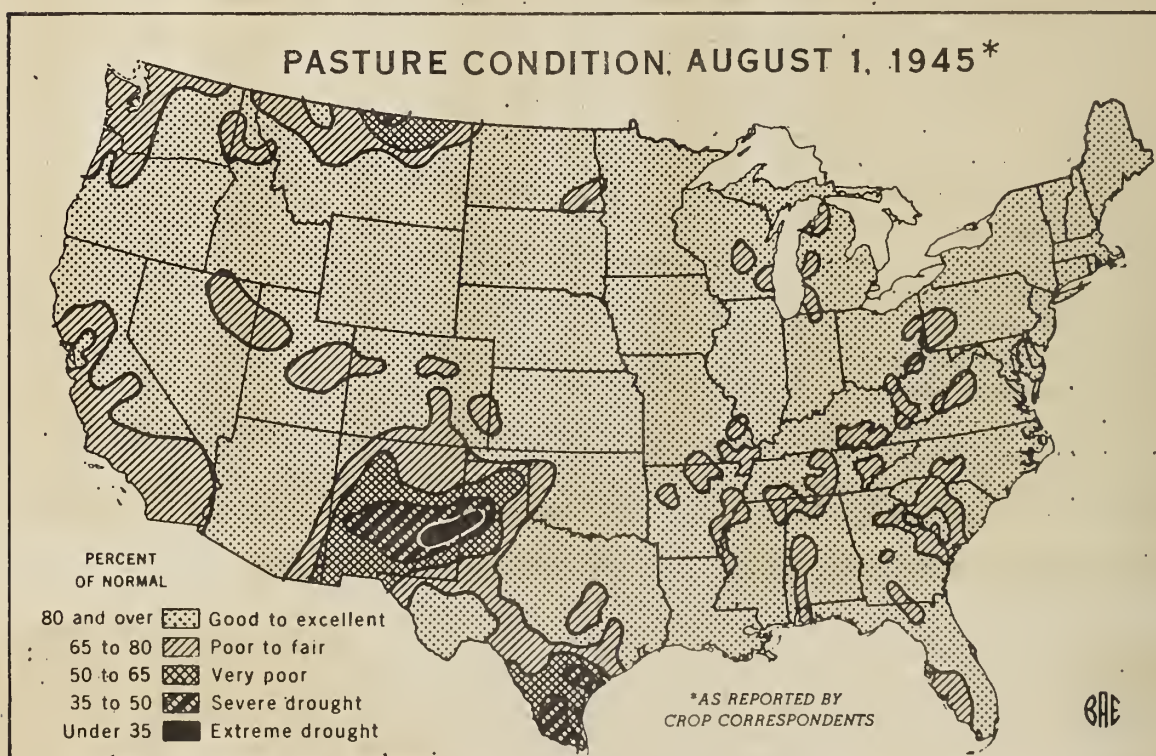 PASTURE CONDITION, AUGUST 1, 1945*
PERCENT
OF NORMAL
80 and over Good to excellent
65 to 80 Poor to fair
50 to 65 Very poor
35 to 50 Severe drought
Under 35 Extreme drought
*AS REPORTED BY
CROP CORRESPONDENTS
BAE